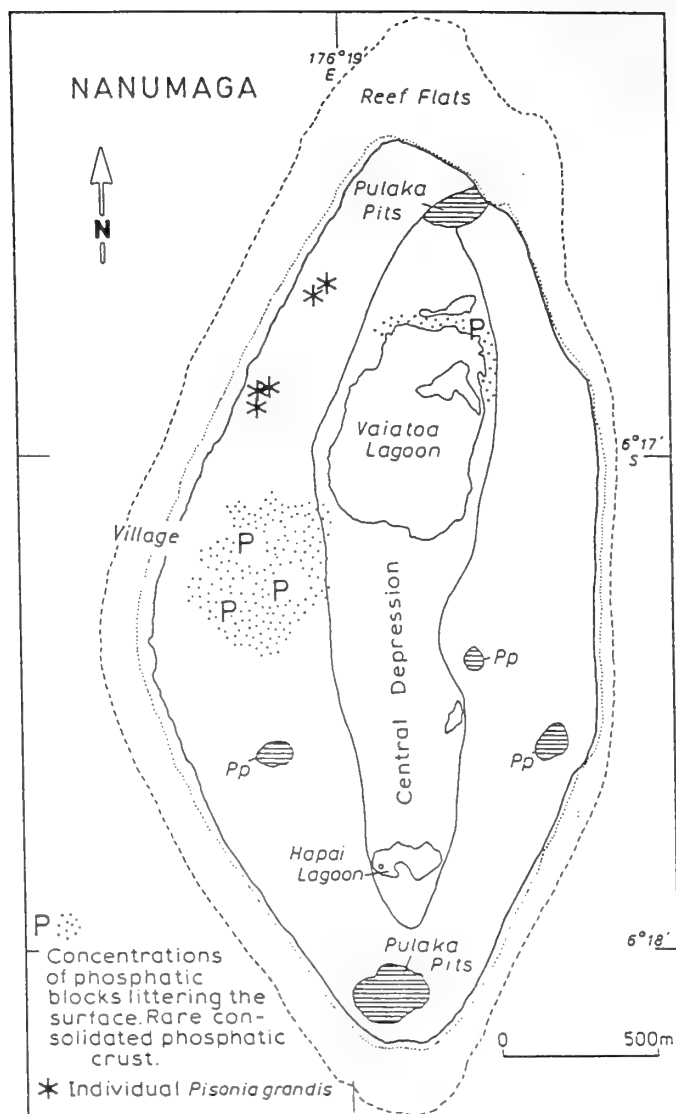 NANUMAGA
176°19'
E
Reef Flats
N
Pulaka
Pits
P
Vaiatoa
Lagoon
6°17'
S
Village
P
P
P
Central Depression
Pp
Pp
Pp
Hapai
Lagoon
P
6°18'
Pulaka
Pits
Concentrations
of phosphatic
blocks littering the
surface. Rare con-
solidated phosphatic
crust.
0 500m
Individual Pisonia grandis